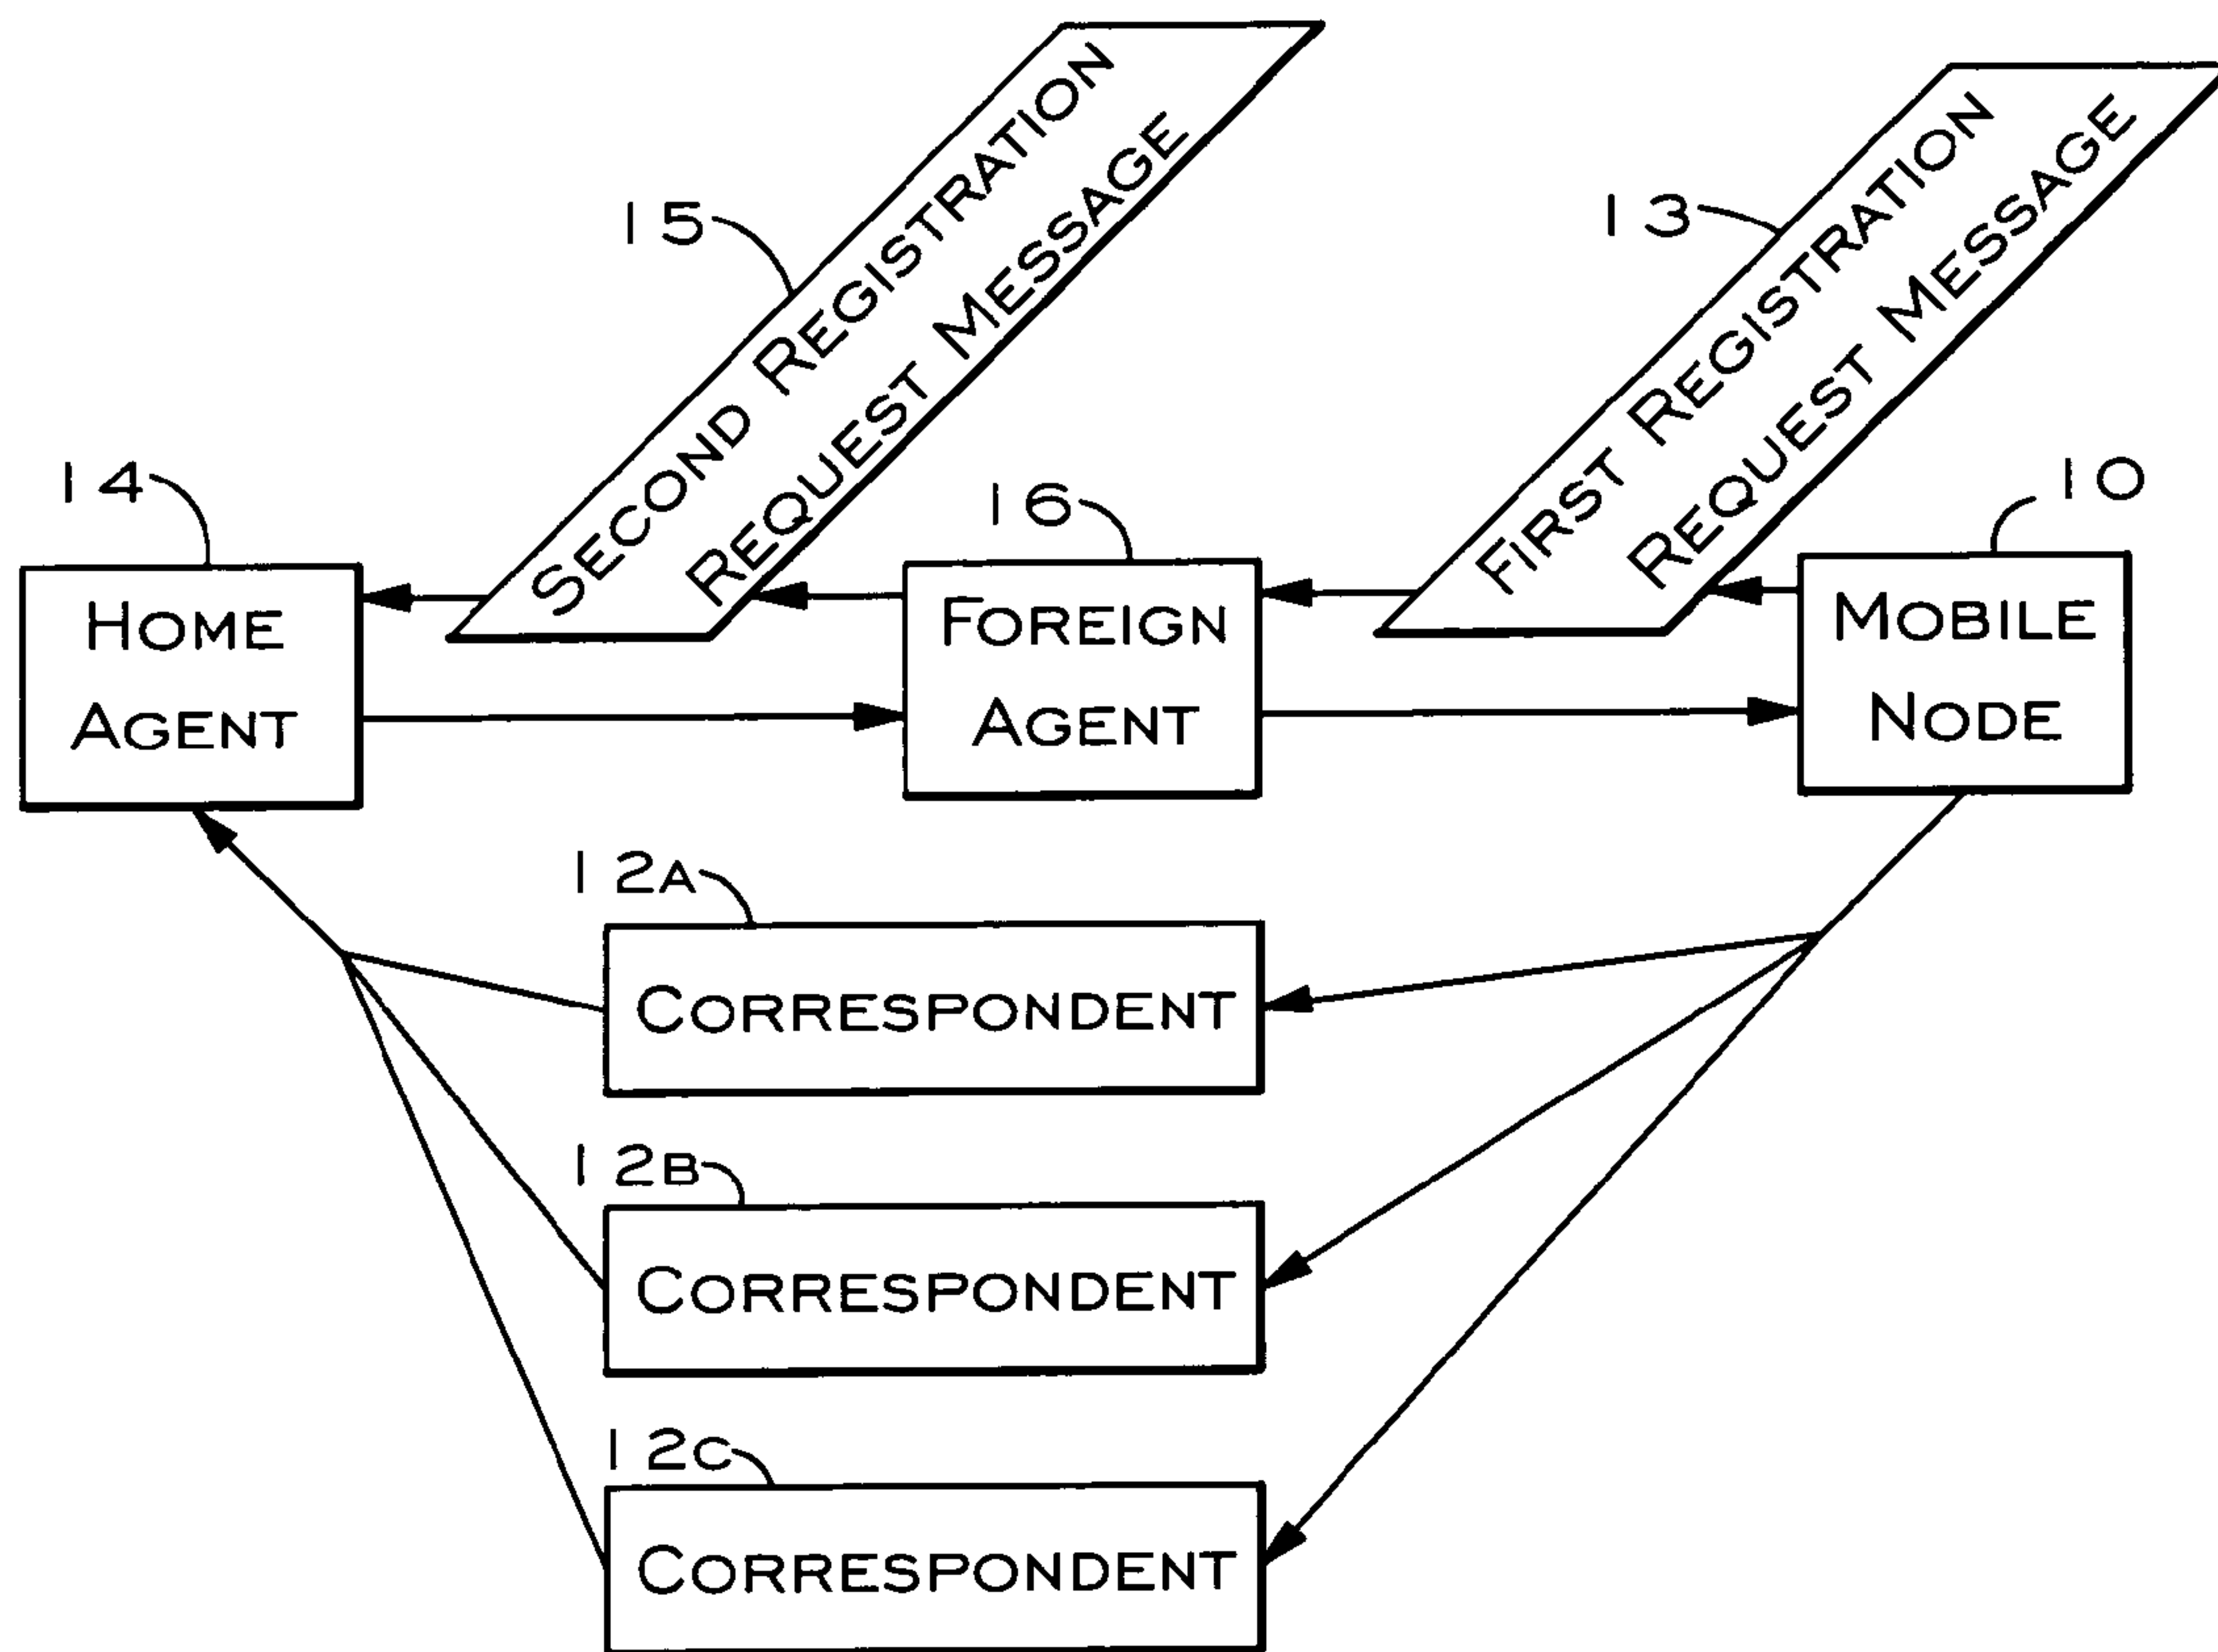 15
SECOND REGISTRATION
REQUEST MESSAGE
13
FIRST REGISTRATION
REQUEST MESSAGE
14
HOME
AGENT
16
FOREIGN
AGENT
10
MOBILE
NODE
12A
CORRESPONDENT
12B
CORRESPONDENT
12C
CORRESPONDENT